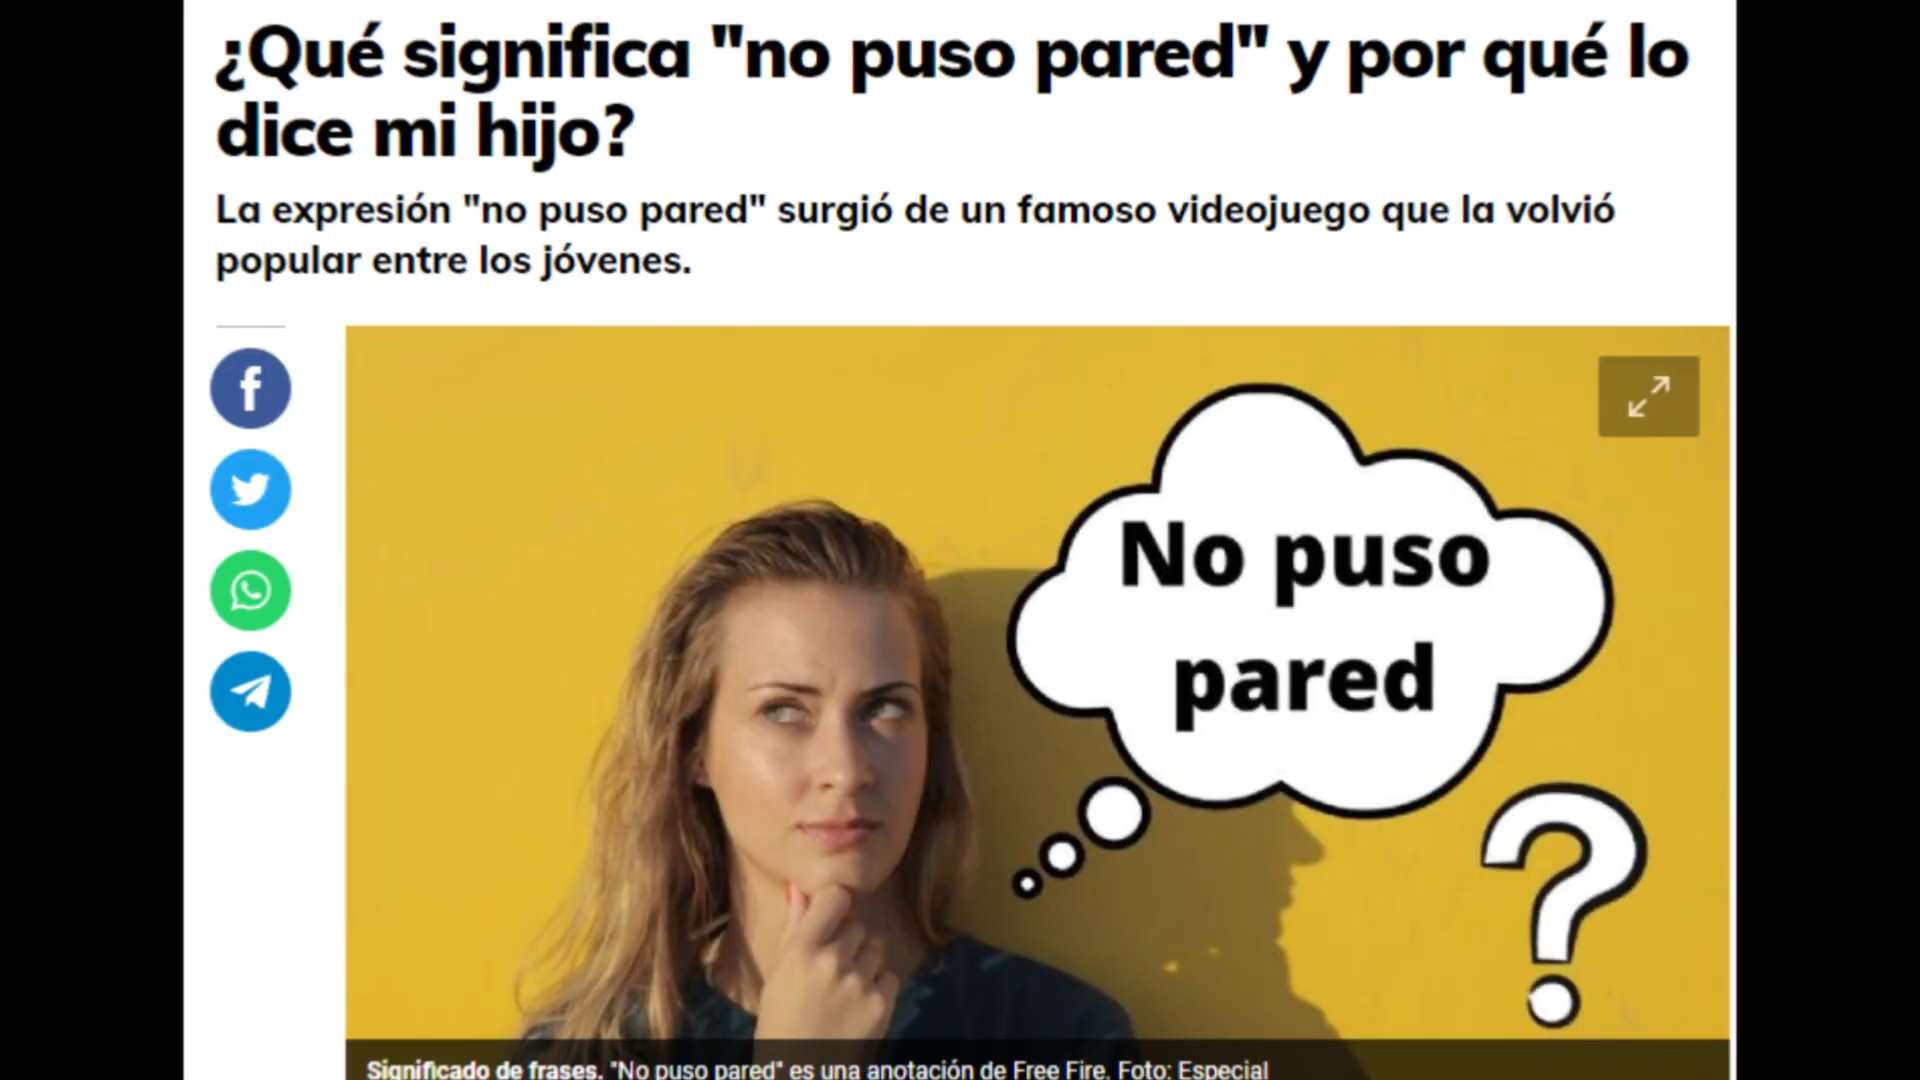 ¿Qué significa "no puso pared" y por qué lo
dice mi hijo?
La expresión "no puso pared" surgió de un famoso videojuego que la volvió
popular entre los jóvenes.
No puso
pared
?
Significado de frases. "No puso pared" es una anotación de Free Fire. Foto: Especial